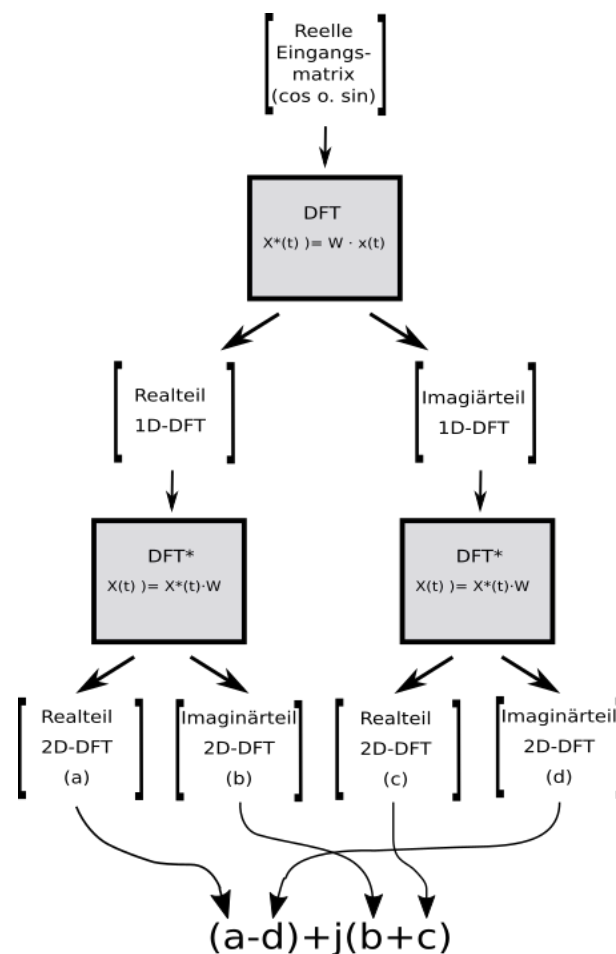 Reelle
Eingangs-
matrix
(cos o. sin)
DFT
X*(t) )= W · x(t)
Realteil
1D-DFT
Imagiärteil
1D-DFT
DFT*
X(t) )= X*(t)·W
DFT*
X(t) )= X*(t)·W
Realteil
2D-DFT
(a)
Imaginärteil
2D-DFT
(b)
Realteil
2D-DFT
(c)
Imaginärteil
2D-DFT
(d)
(a-d)+j(b+c)